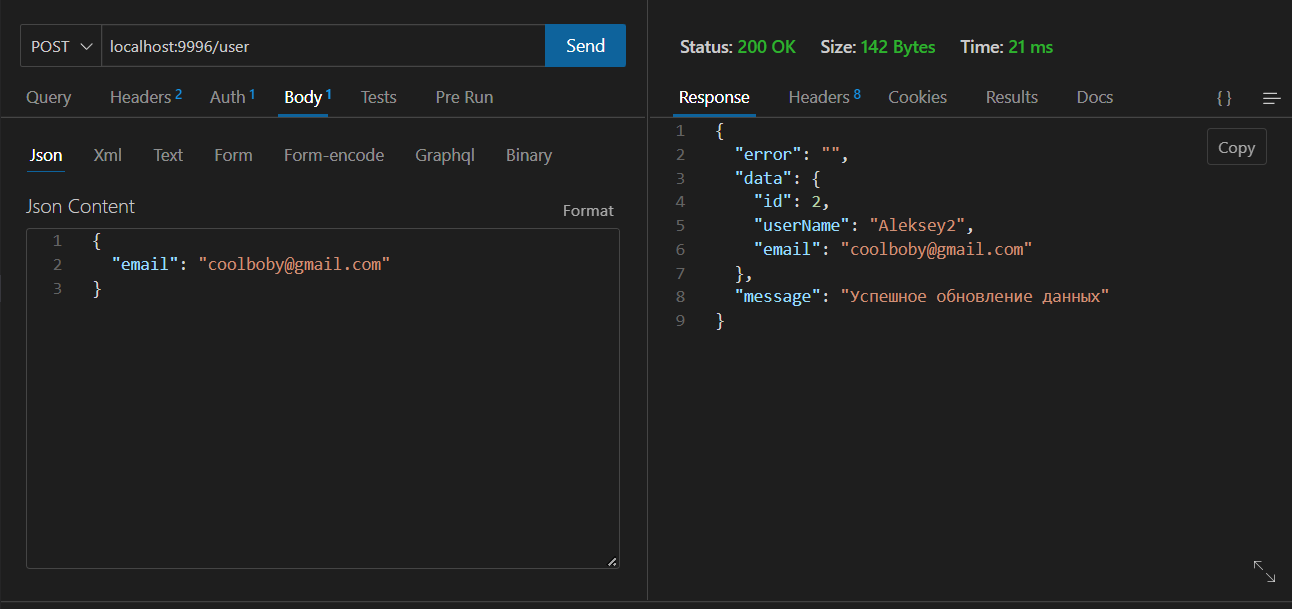 POST localhost:9996/user Send
Query Headers 2 Auth 1 Body 1 Tests Pre Run
Json Xml Text Form Form-encode Graphql Binary
Json Content Format
1 {
2 "email": "coolboby@gmail.com"
3 }
Status: 200 OK Size: 142 Bytes Time: 21 ms
Response Headers 8 Cookies Results Docs { }
Copy
1 {
2 "error": "",
3 "data": {
4 "id": 2,
5 "userName": "Aleksey2",
6 "email": "coolboby@gmail.com"
7 },
8 "message": "Успешное обновление данных"
9 }